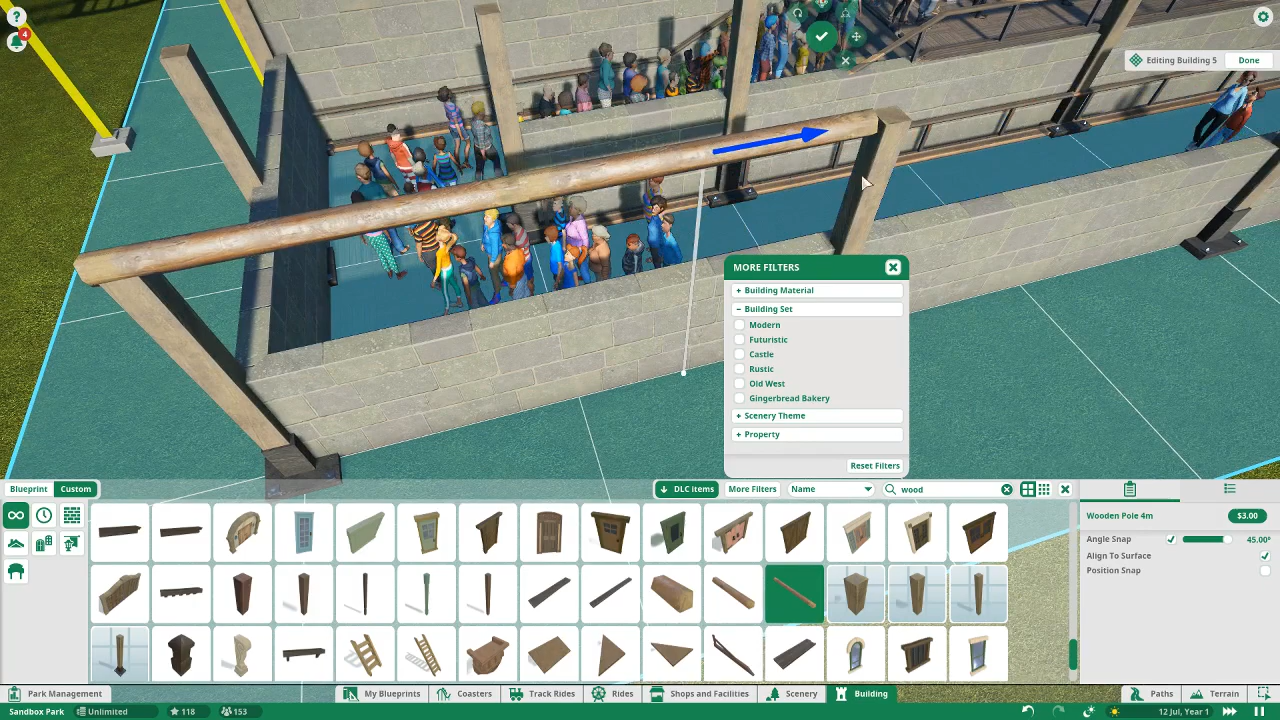 ?
4
Editing Building 5
Done
MORE FILTERS
+ Building Material
− Building Set
Modern
Futuristic
Castle
Rustic
Old West
Gingerbread Bakery
+ Scenery Theme
+ Property
Reset Filters
Blueprint
Custom
DLC items
More Filters
Name
wood
Wooden Pole 4m
$3.00
Angle Snap
45.00°
Align To Surface
Position Snap
Park Management
My Blueprints
Coasters
Track Rides
Rides
Shops and Facilities
Scenery
Building
Paths
Terrain
Sandbox Park
Unlimited
118
153
12 Jul, Year 1